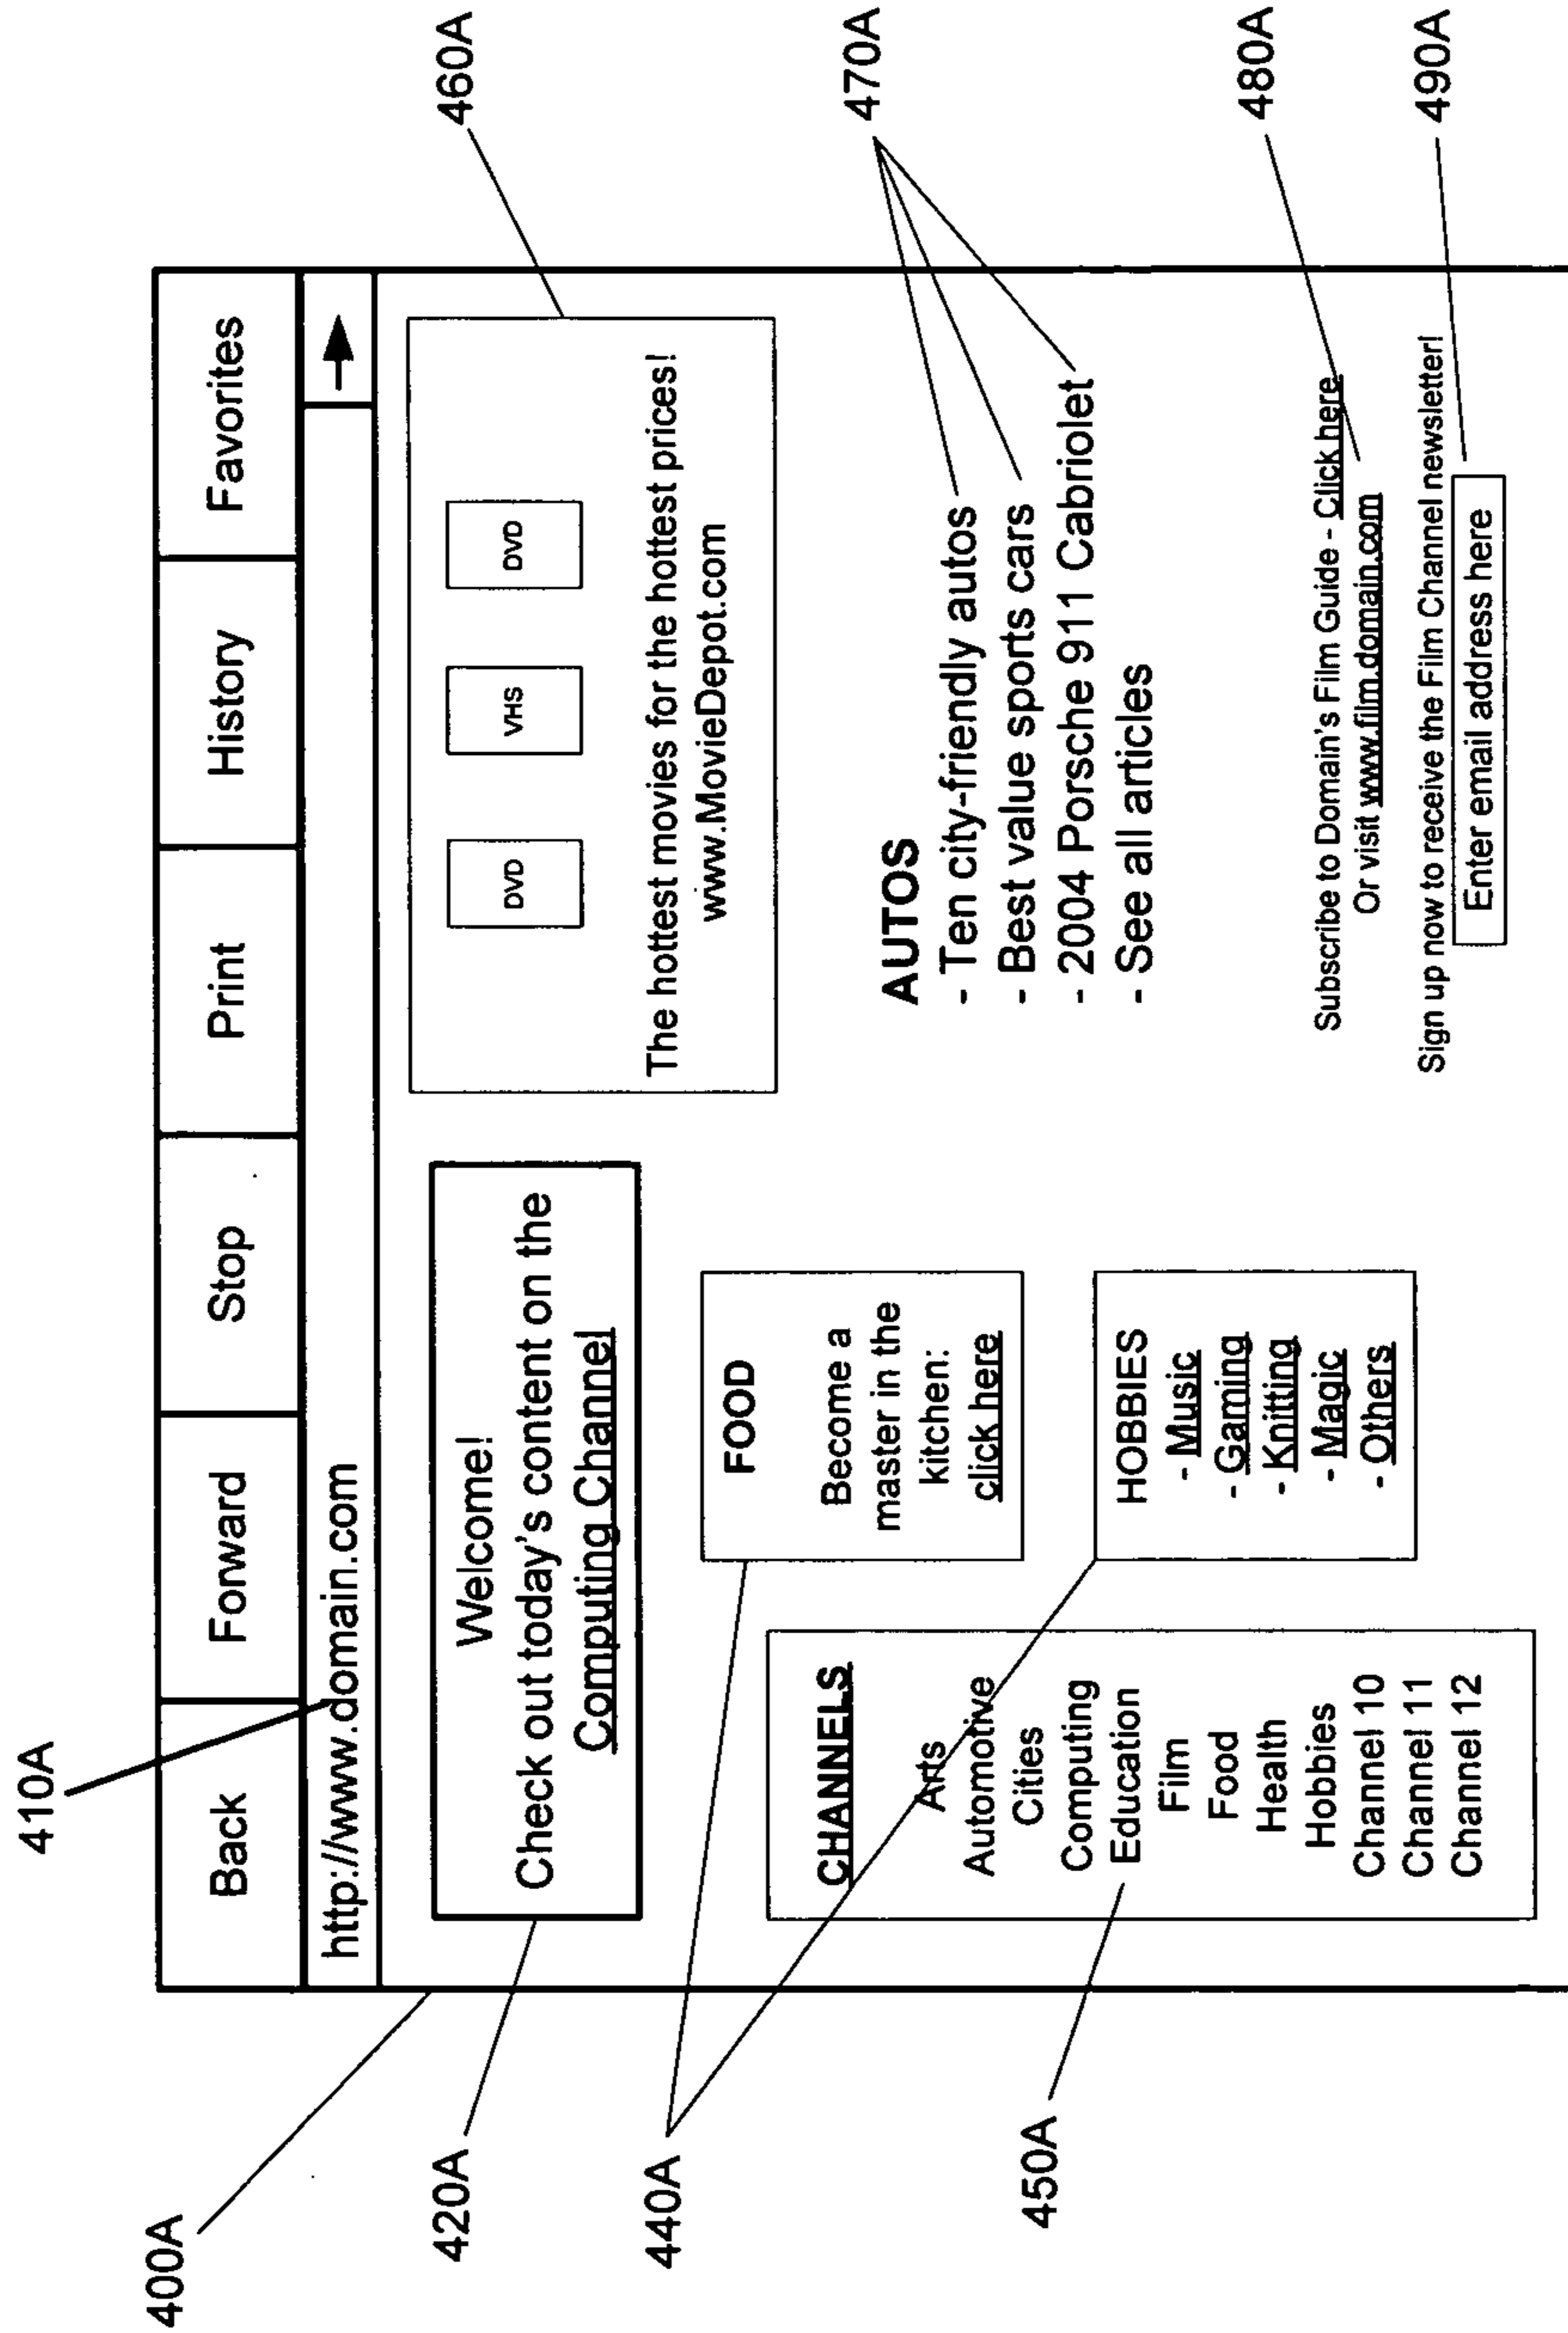 410A
400A
Back
Forward
Stop
Print
History
Favorites
http://www.domain.com
420A
Welcome!
Check out today's content on the
Computing Channel
460A
DVD
VHS
DVD
The hottest movies for the hottest prices!
www.MovieDepot.com
440A
FOOD
Become a
master in the
kitchen:
click here
450A
CHANNELS
Arts
Automotive
Cities
Computing
Education
Film
Food
Health
Hobbies
Channel 10
Channel 11
Channel 12
HOBBIES
- Music
- Gaming
- Knitting
- Magic
- Others
470A
AUTOS
- Ten city-friendly autos
- Best value sports cars
- 2004 Porsche 911 Cabriolet
- See all articles
480A
Subscribe to Domain's Film Guide - Click here
Or visit www.film.domain.com
490A
Sign up now to receive the Film Channel newsletter!
Enter email address here